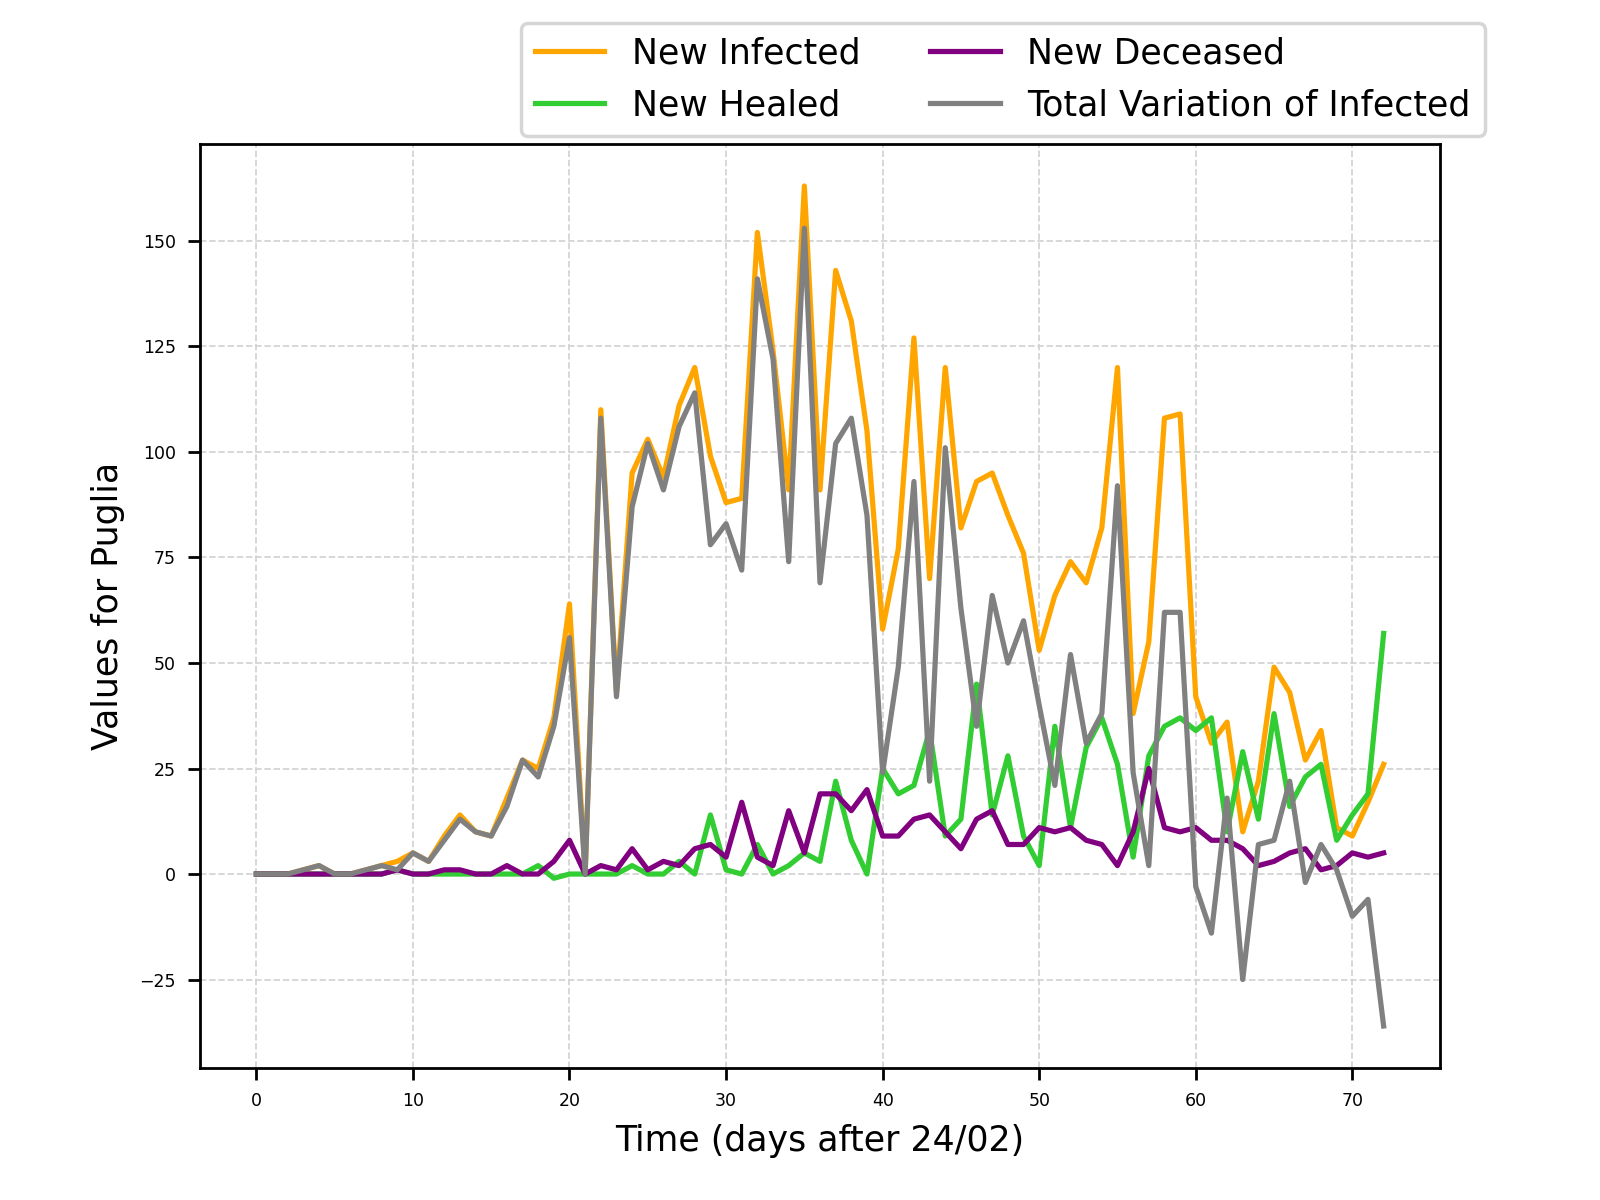 New Infected
New Healed
New Deceased
Total Variation of Infected
150
125
100
75
50
25
0
−25
Values for Puglia
0 10 20 30 40 50 60 70
Time (days after 24/02)